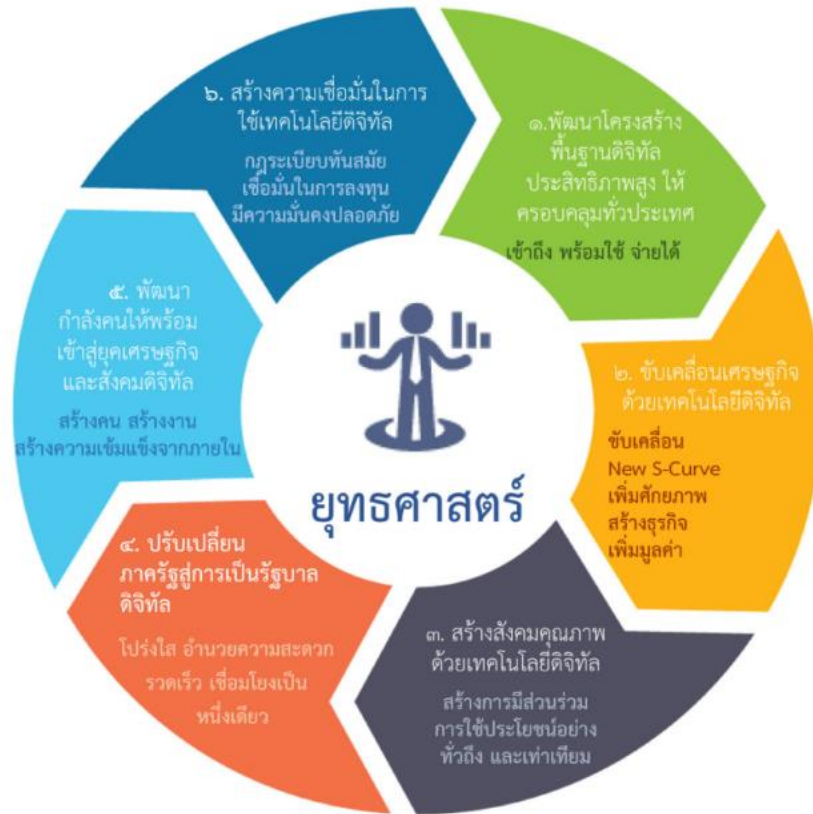 ๑.พัฒนาโครงสร้าง
พื้นฐานดิจิทัล
ประสิทธิภาพสูง ให้
ครอบคลุมทั่วประเทศ
เข้าถึง พร้อมใช้ จ่ายได้
๒. ขับเคลื่อนเศรษฐกิจ
ด้วยเทคโนโลยีดิจิทัล
ขับเคลื่อน
New S-Curve
เพิ่มศักยภาพ
สร้างธุรกิจ
เพิ่มมูลค่า
๓. สร้างสังคมคุณภาพ
ด้วยเทคโนโลยีดิจิทัล
สร้างการมีส่วนร่วม
การใช้ประโยชน์อย่าง
ทั่วถึง และเท่าเทียม
๔. ปรับเปลี่ยน
ภาครัฐสู่การเป็นรัฐบาล
ดิจิทัล
โปร่งใส อำนวยความสะดวก
รวดเร็ว เชื่อมโยงเป็น
หนึ่งเดียว
๕. พัฒนา
กำลังคนให้พร้อม
เข้าสู่ยุคเศรษฐกิจ
และสังคมดิจิทัล
สร้างคน สร้างงาน
สร้างความเข้มแข็งจากภายใน
๖. สร้างความเชื่อมั่นในการ
ใช้เทคโนโลยีดิจิทัล
กฎระเบียบทันสมัย
เชื่อมั่นในการลงทุน
มีความมั่นคงปลอดภัย
ยุทธศาสตร์